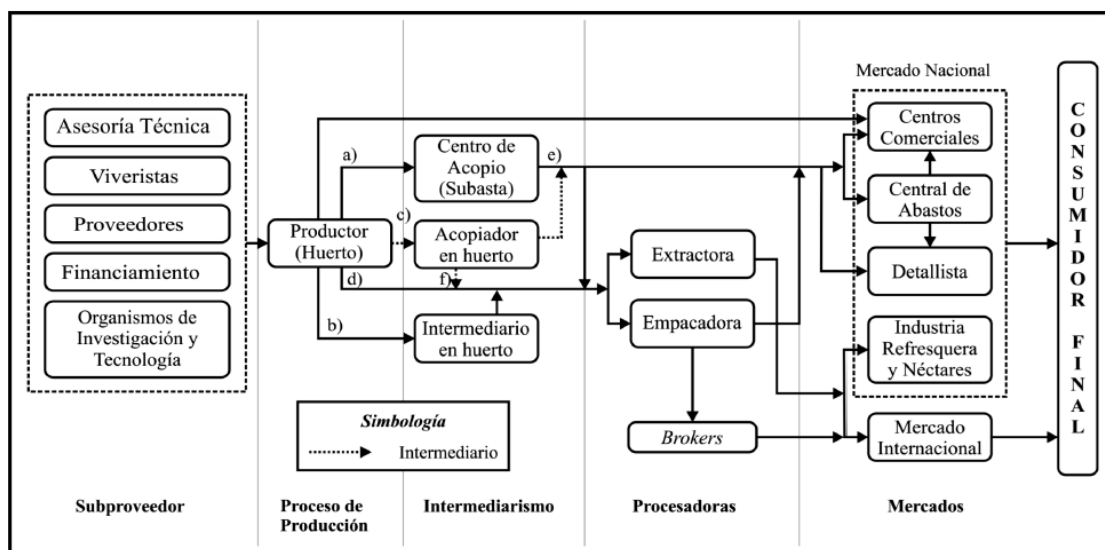 Asesoría Técnica
Viveristas
Proveedores
Financiamiento
Organismos de
Investigación y
Tecnología
Subproveedor
Productor
(Huerto)
a)
c)
d)
b)
Proceso de
Producción
Centro de
Acopio
(Subasta)
e)
Acopiador
en huerto
f)
Intermediario
en huerto
Simbología
Intermediario
Intermediarismo
Extractora
Empacadora
Brokers
Procesadoras
Mercado Nacional
Centros
Comerciales
Central de
Abastos
Detallista
Industria
Refresquera
y Néctares
Mercado
Internacional
Mercados
CONSUMIDOR FINAL